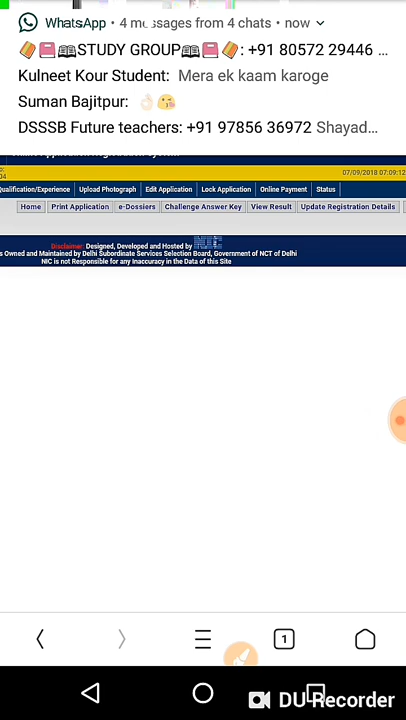 WhatsApp • 4 messages from 4 chats • now
STUDY GROUP: +91 80572 29446 ...
Kulneet Kour Student: Mera ek kaam karoge
Suman Bajitpur: 👌🏻😘
DSSSB Future teachers: +91 97856 36972 Shayad...
04
07/09/2018 07:09:12
Qualification/Experience Upload Photograph Edit Application Lock Application Online Payment Status
Home Print Application e-Dossiers Challenge Answer Key View Result Update Registration Details
Disclaimer: Designed, Developed and Hosted by NIC
s Owned and Maintained by Delhi Subordinate Services Selection Board, Government of NCT of Delhi
NIC is not Responsible for any Inaccuracy in the Data of this Site
1
DU Recorder